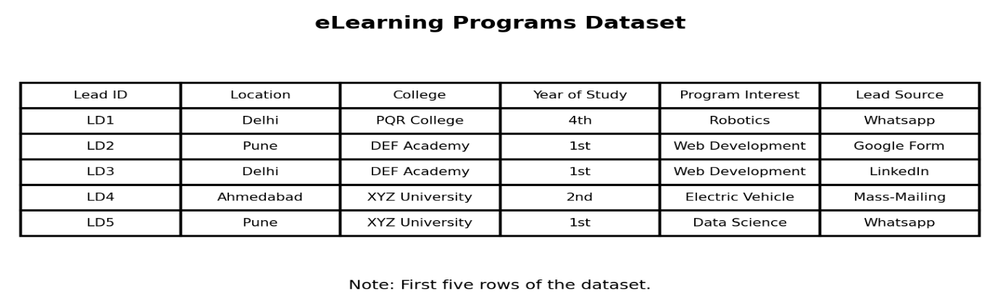 eLearning Programs Dataset
Lead ID Location College Year of Study Program Interest Lead Source
LD1 Delhi PQR College 4th Robotics Whatsapp
LD2 Pune DEF Academy 1st Web Development Google Form
LD3 Delhi DEF Academy 1st Web Development LinkedIn
LD4 Ahmedabad XYZ University 2nd Electric Vehicle Mass-Mailing
LD5 Pune XYZ University 1st Data Science Whatsapp
Note: First five rows of the dataset.